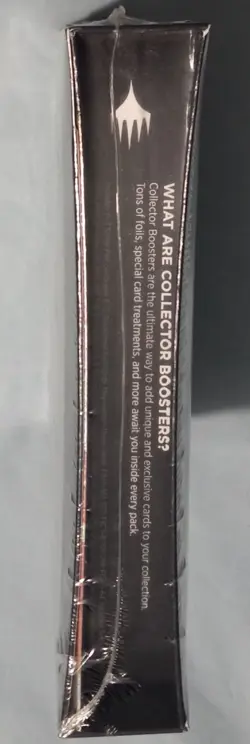 WHAT ARE COLLECTOR BOOSTERS?
Collector Boosters are the ultimate way to add unique and exclusive cards to your collection.
Tons of foils, special card treatments, and more await you inside every pack.